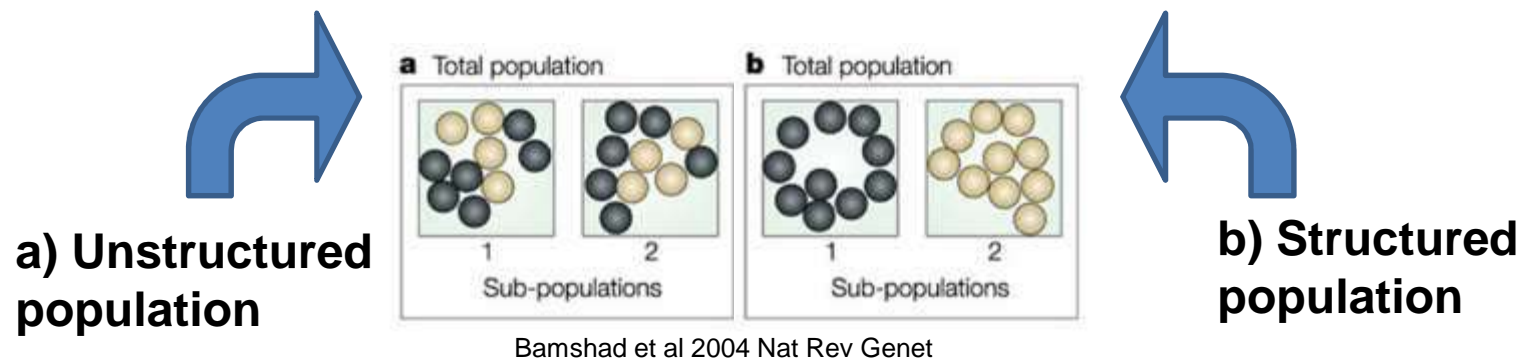 a Total population
b Total population
1
2
Sub-populations
1
2
Sub-populations
a) Unstructured
population
b) Structured
population
Bamshad et al 2004 Nat Rev Genet